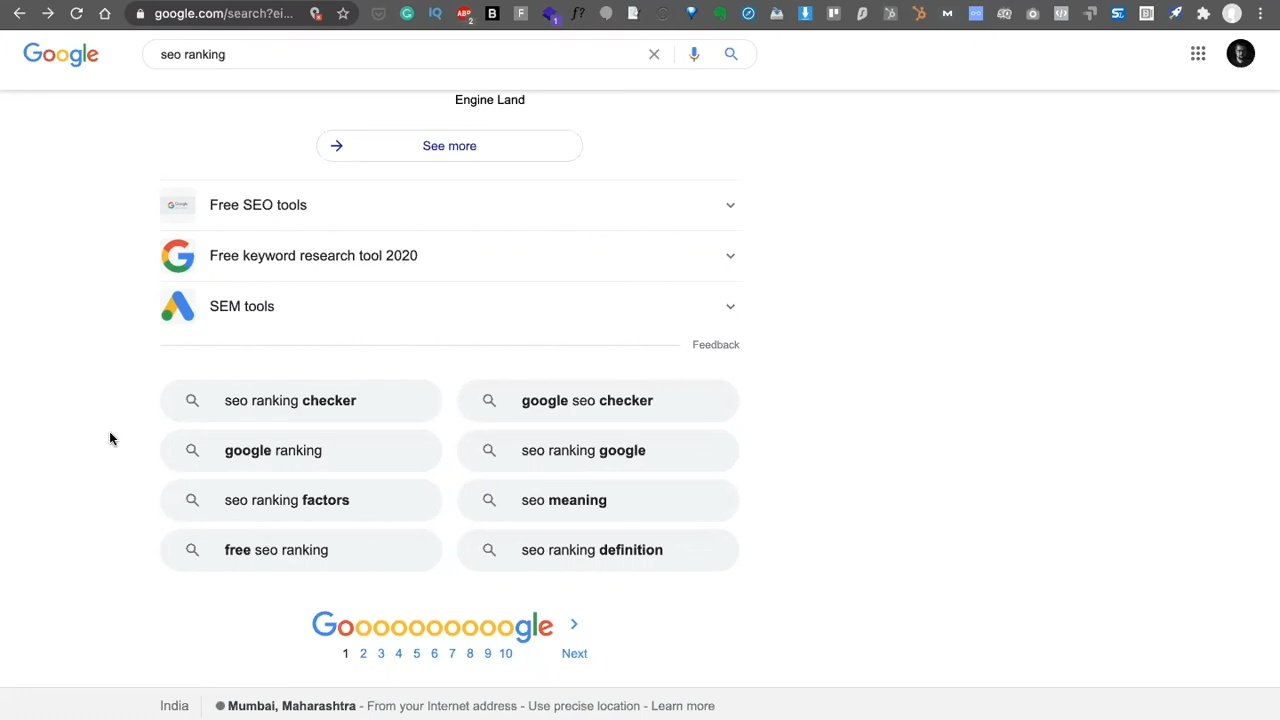 google.com/search?ei...
Google
seo ranking
Engine Land
See more
Free SEO tools
Free keyword research tool 2020
SEM tools
Feedback
seo ranking checker
google seo checker
google ranking
seo ranking google
seo ranking factors
seo meaning
free seo ranking
seo ranking definition
Goooooooooogle
1 2 3 4 5 6 7 8 9 10 Next
India
Mumbai, Maharashtra - From your Internet address - Use precise location - Learn more